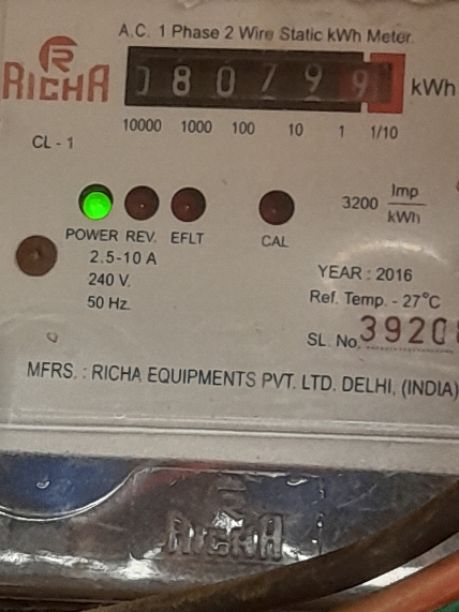 A.C. 1 Phase 2 Wire Static kWh Meter.
R
RICHA
080799 kWh
10000 1000 100 10 1 1/10
CL - 1
3200 Imp/kWh
POWER REV. EFLT CAL
2.5-10 A
240 V.
50 Hz.
YEAR : 2016
Ref. Temp. - 27°C
SL. No. 3920
MFRS. : RICHA EQUIPMENTS PVT. LTD. DELHI, (INDIA)
RICHA